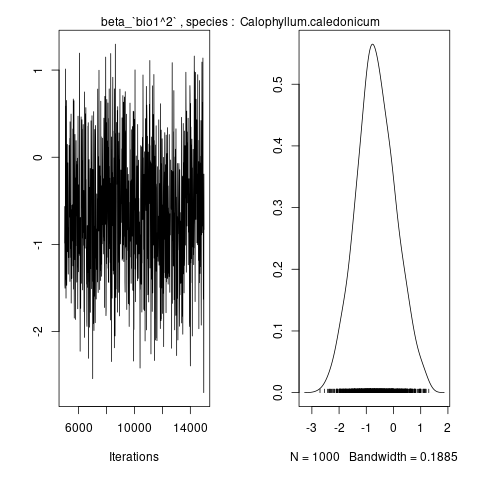 beta_`bio1^2` , species : Calophyllum.caledonicum
1
0
-1
-2
6000 10000 14000
Iterations
0.5
0.4
0.3
0.2
0.1
0.0
-3 -2 -1 0 1 2
N = 1000 Bandwidth = 0.1885